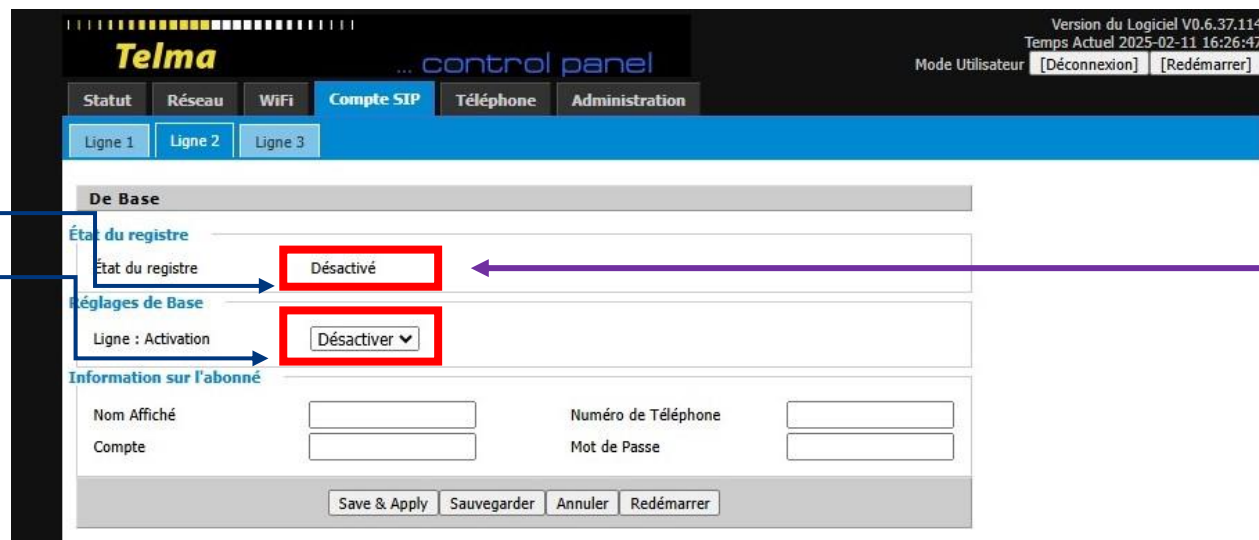 Version du Logiciel V0.6.37.114
Temps Actuel 2025-02-11 16:26:47
Telma ... control panel
Mode Utilisateur [Déconnexion] [Redémarrer]
Statut Réseau WiFi Compte SIP Téléphone Administration
Ligne 1 Ligne 2 Ligne 3
De Base
État du registre
État du registre Désactivé
Réglages de Base
Ligne : Activation Désactiver
Information sur l'abonné
Nom Affiché Numéro de Téléphone
Compte Mot de Passe
Save & Apply Sauvegarder Annuler Redémarrer